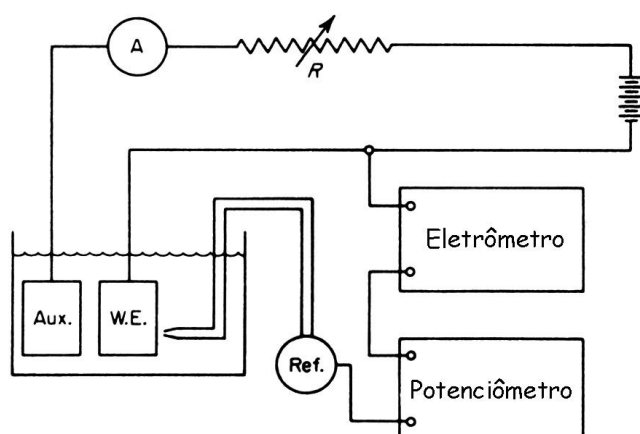 A
R
Eletrômetro
Aux.
W.E.
Ref.
Potenciômetro